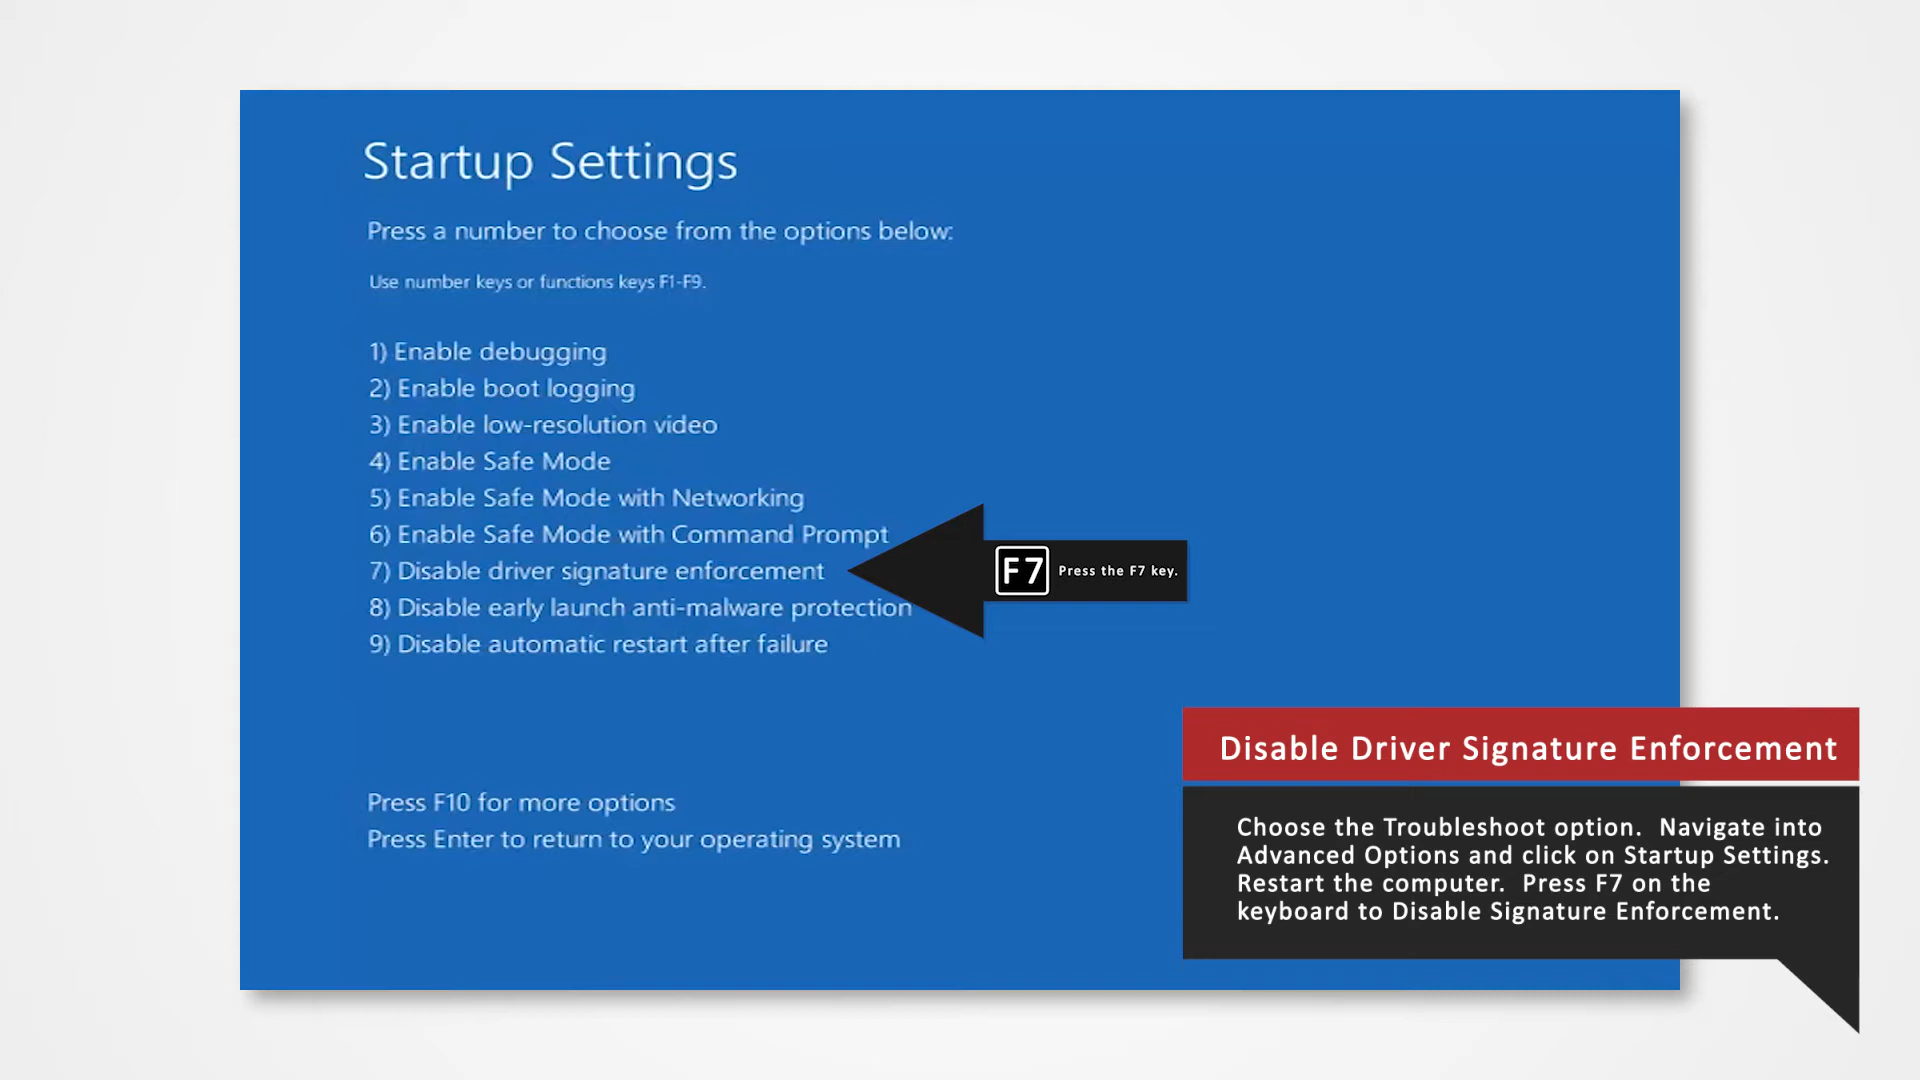 Startup Settings
Press a number to choose from the options below:
Use number keys or functions keys F1-F9.
1) Enable debugging
2) Enable boot logging
3) Enable low-resolution video
4) Enable Safe Mode
5) Enable Safe Mode with Networking
6) Enable Safe Mode with Command Prompt
7) Disable driver signature enforcement
F7 Press the F7 key.
8) Disable early launch anti-malware protection
9) Disable automatic restart after failure
Press F10 for more options
Press Enter to return to your operating system
Disable Driver Signature Enforcement
Choose the Troubleshoot option. Navigate into
Advanced Options and click on Startup Settings.
Restart the computer. Press F7 on the
keyboard to Disable Signature Enforcement.